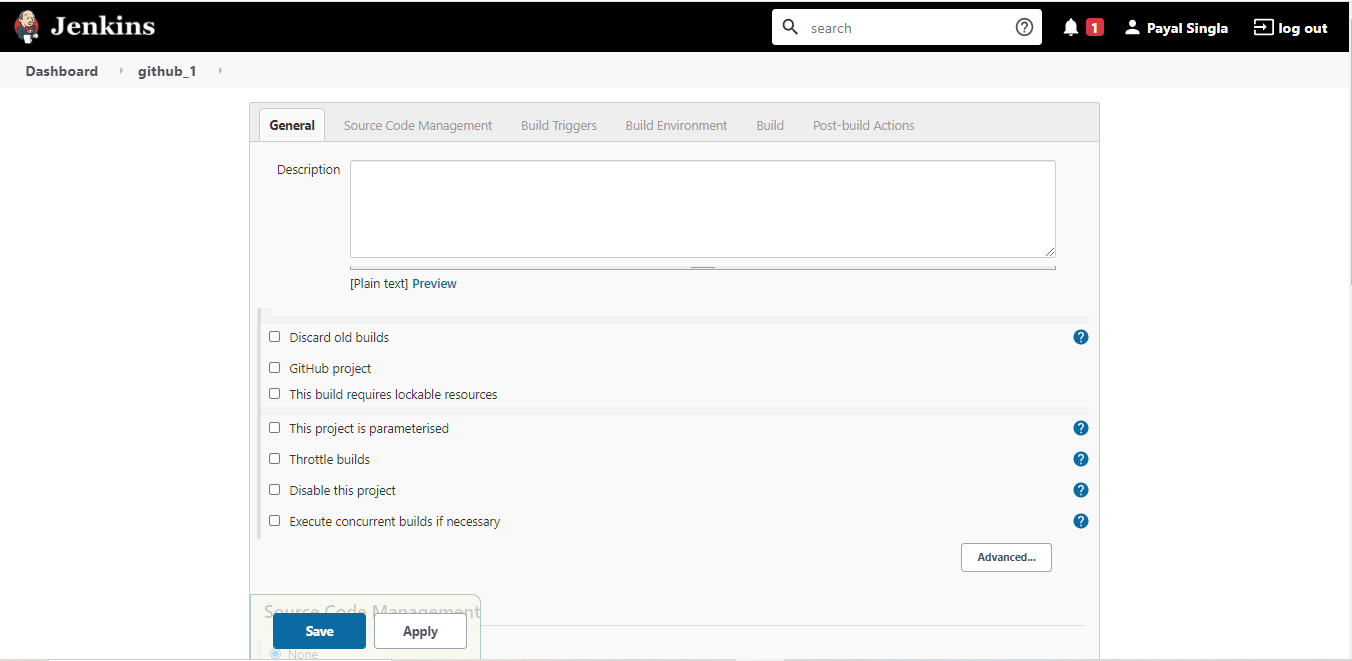 Jenkins
search
1
Payal Singla
log out
Dashboard
github_1
General
Source Code Management
Build Triggers
Build Environment
Build
Post-build Actions
Description
[Plain text] Preview
Discard old builds
?
GitHub project
This build requires lockable resources
This project is parameterised
?
Throttle builds
?
Disable this project
?
Execute concurrent builds if necessary
?
Advanced...
Source Code Management
Save
Apply
None